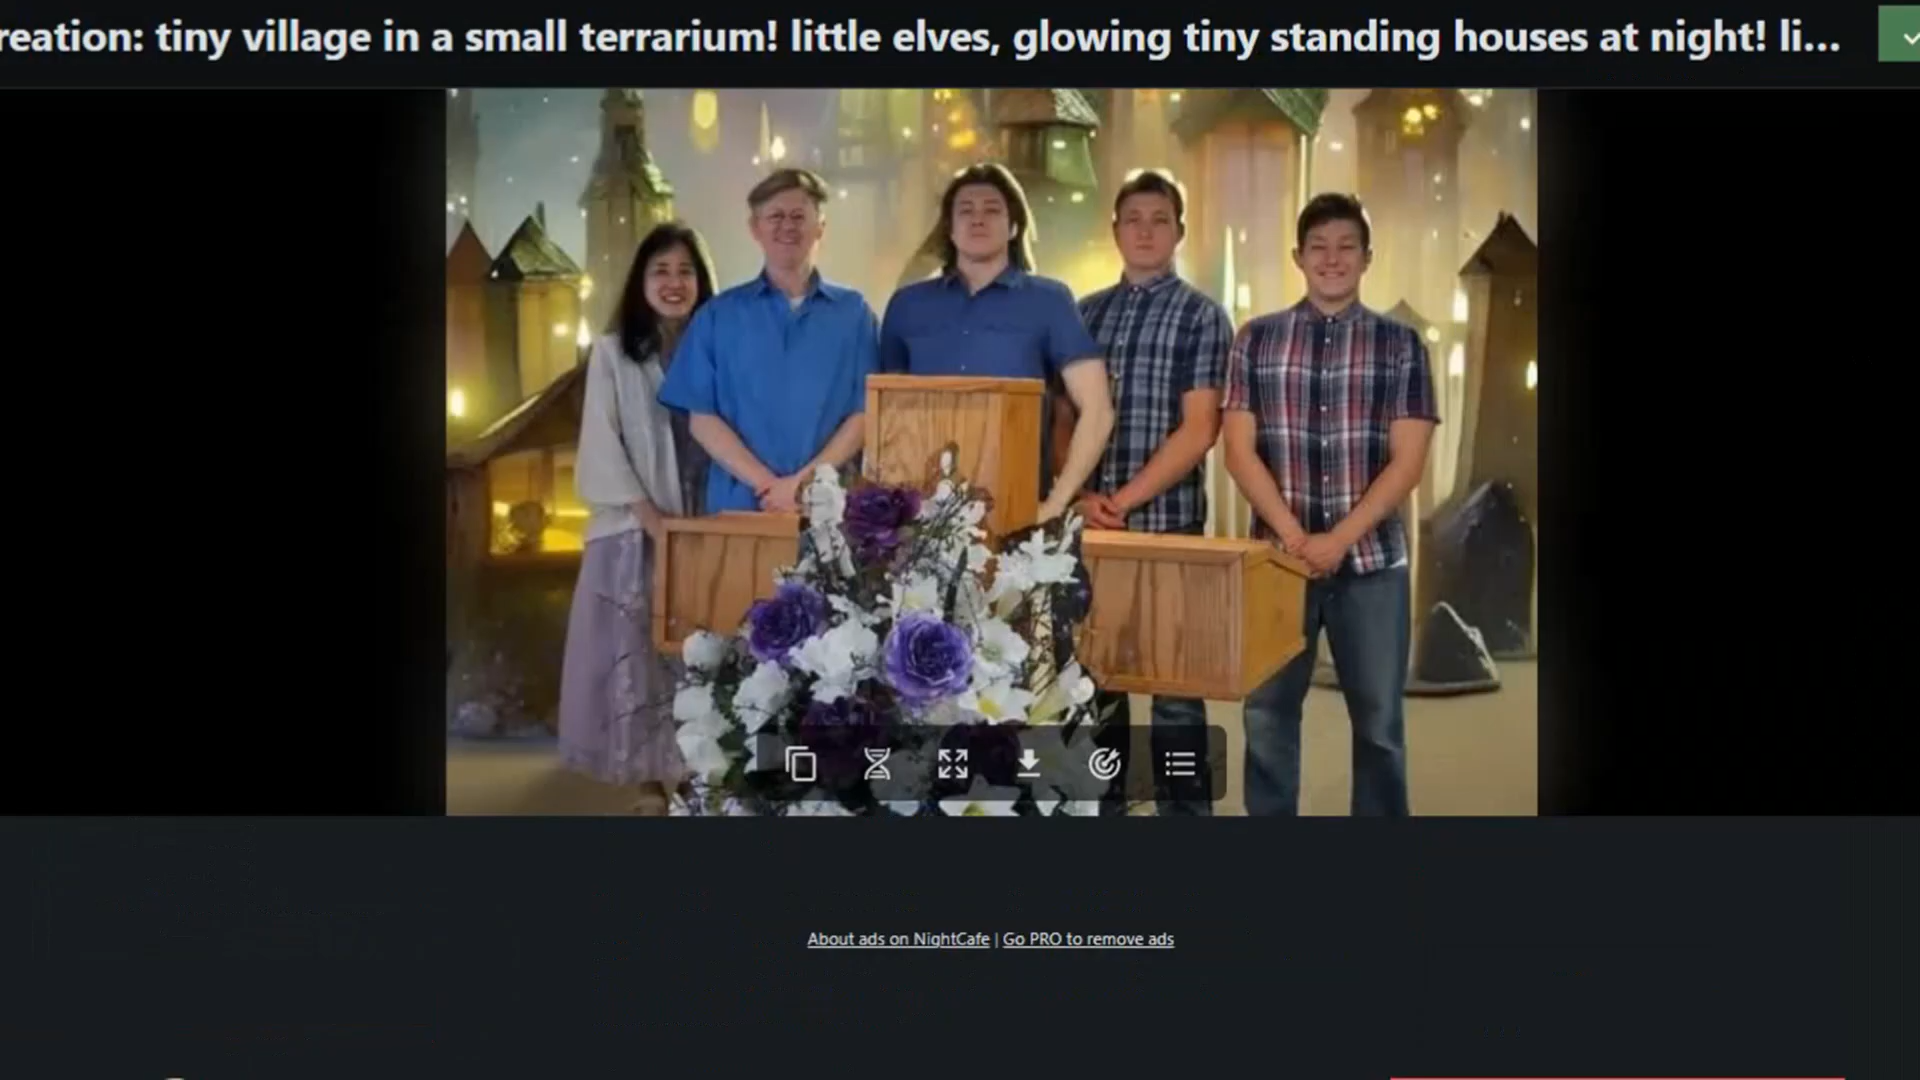 reation: tiny village in a small terrarium! little elves, glowing tiny standing houses at night! li...
About ads on NightCafe | Go PRO to remove ads